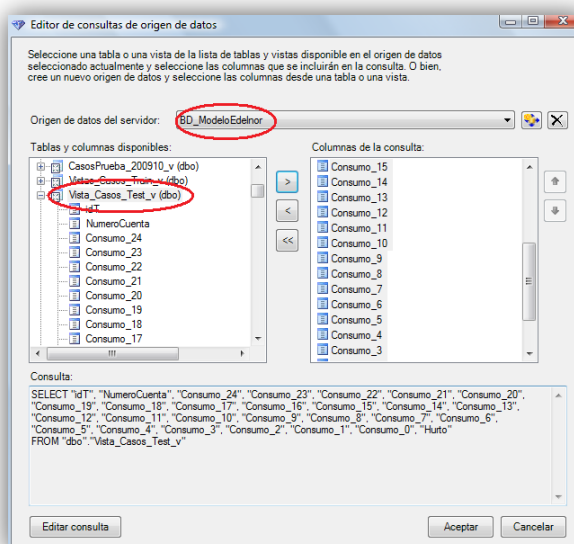 Editor de consultas de origen de datos
Seleccione una tabla o una vista de la lista de tablas y vistas disponible en el origen de datos
seleccionado actualmente y seleccione las columnas que se incluirán en la consulta. O bien,
cree un nuevo origen de datos y seleccione las columnas desde una tabla o una vista.
Origen de datos del servidor:
BD_ModeloEdelnor
Tablas y columnas disponibles:
CasosPrueba_200910_v (dbo)
Vistas_Casos_Train_v (dbo)
Vista_Casos_Test_v (dbo)
idT
NumeroCuenta
Consumo_24
Consumo_23
Consumo_22
Consumo_21
Consumo_20
Consumo_19
Consumo_18
Consumo_17
>
<
<<
Columnas de la consulta:
Consumo_15
Consumo_14
Consumo_13
Consumo_12
Consumo_11
Consumo_10
Consumo_9
Consumo_8
Consumo_7
Consumo_6
Consumo_5
Consumo_4
Consumo_3
Consulta:
SELECT "idT", "NumeroCuenta", "Consumo_24", "Consumo_23", "Consumo_22", "Consumo_21", "Consumo_20",
"Consumo_19", "Consumo_18", "Consumo_17", "Consumo_16", "Consumo_15", "Consumo_14", "Consumo_13",
"Consumo_12", "Consumo_11", "Consumo_10", "Consumo_9", "Consumo_8", "Consumo_7", "Consumo_6",
"Consumo_5", "Consumo_4", "Consumo_3", "Consumo_2", "Consumo_1", "Consumo_0", "Hurto"
FROM "dbo"."Vista_Casos_Test_v"
Editar consulta
Aceptar
Cancelar